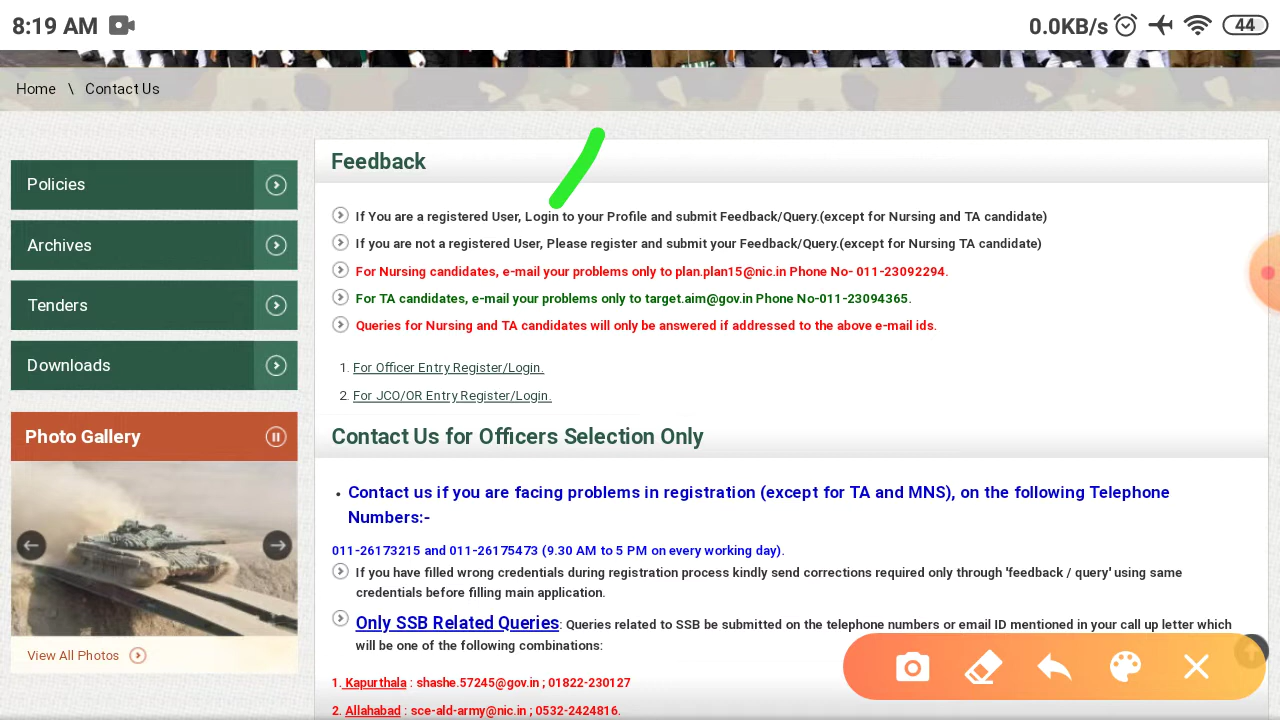 8:19 AM
0.0KB/s
44
Home \ Contact Us
Policies
Archives
Tenders
Downloads
Photo Gallery
View All Photos
Feedback
If You are a registered User, Login to your Profile and submit Feedback/Query.(except for Nursing and TA candidate)
If you are not a registered User, Please register and submit your Feedback/Query.(except for Nursing TA candidate)
For Nursing candidates, e-mail your problems only to plan.plan15@nic.in Phone No- 011-23092294.
For TA candidates, e-mail your problems only to target.aim@gov.in Phone No-011-23094365.
Queries for Nursing and TA candidates will only be answered if addressed to the above e-mail ids.
1. For Officer Entry Register/Login.
2. For JCO/OR Entry Register/Login.
Contact Us for Officers Selection Only
• Contact us if you are facing problems in registration (except for TA and MNS), on the following Telephone
Numbers:-
011-26173215 and 011-26175473 (9.30 AM to 5 PM on every working day).
If you have filled wrong credentials during registration process kindly send corrections required only through 'feedback / query' using same
credentials before filling main application.
Only SSB Related Queries: Queries related to SSB be submitted on the telephone numbers or email ID mentioned in your call up letter which
will be one of the following combinations:
1. Kapurthala : shashe.57245@gov.in ; 01822-230127
2. Allahabad : sce-ald-army@nic.in ; 0532-2424816.